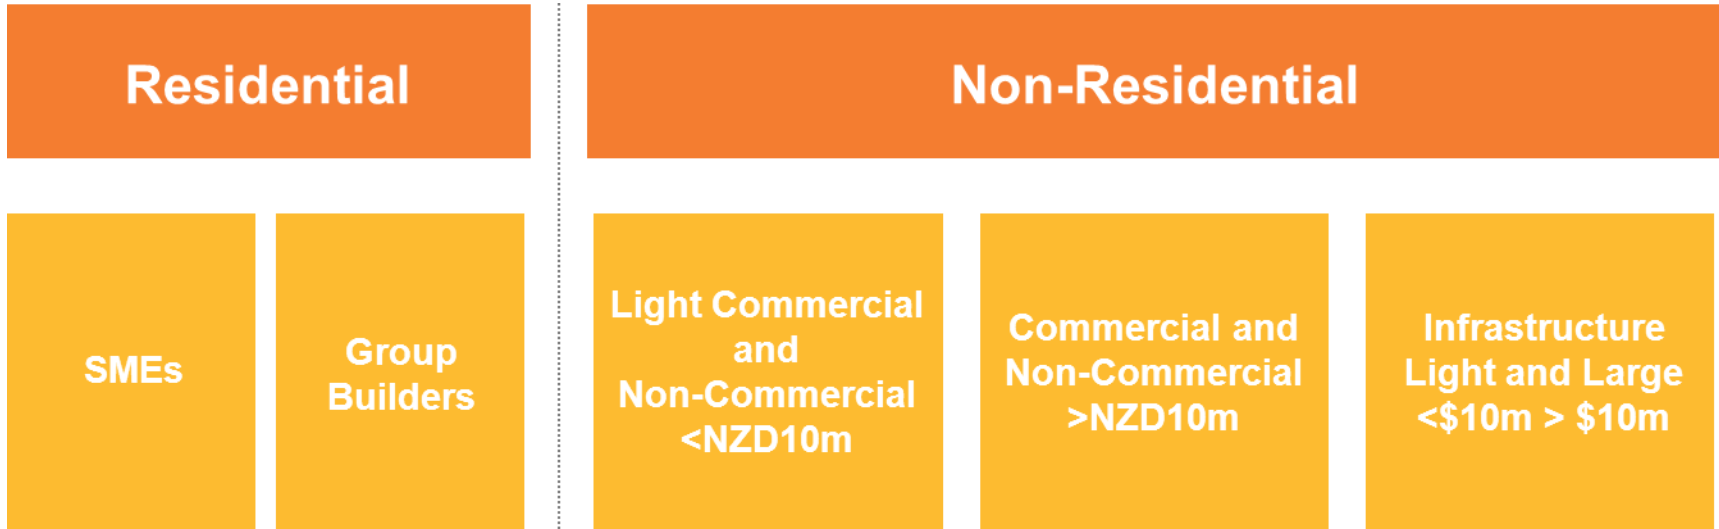 Residential
Non-Residential
SMEs
Group
Builders
Light Commercial
and
Non-Commercial
<NZD10m
Commercial and
Non-Commercial
>NZD10m
Infrastructure
Light and Large
<$10m > $10m